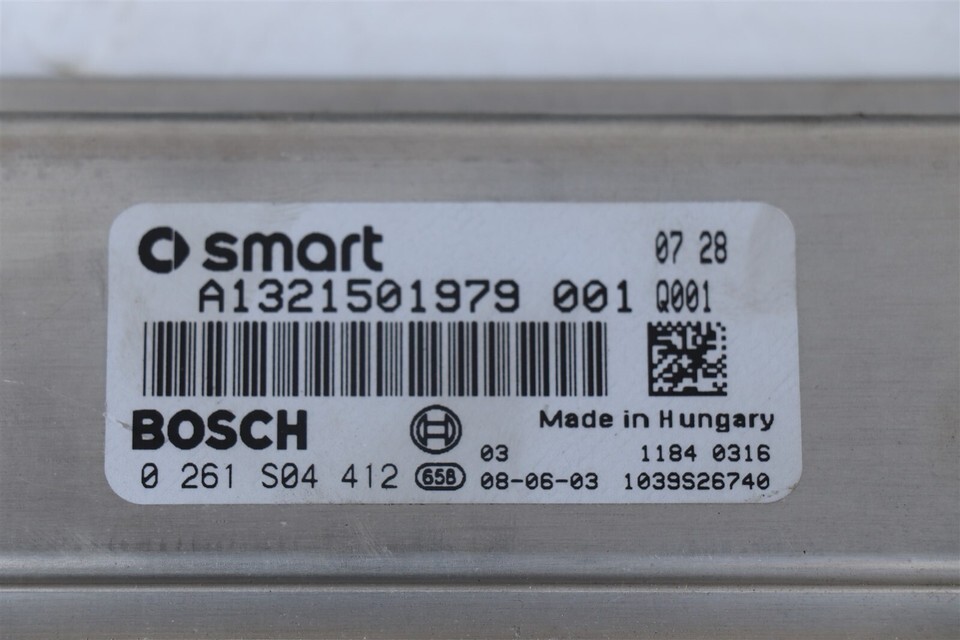 smart 07 28
A1321501979 001 Q001
BOSCH Made in Hungary
03 1184 0316
0 261 S04 412 658 08-06-03 1039S26740